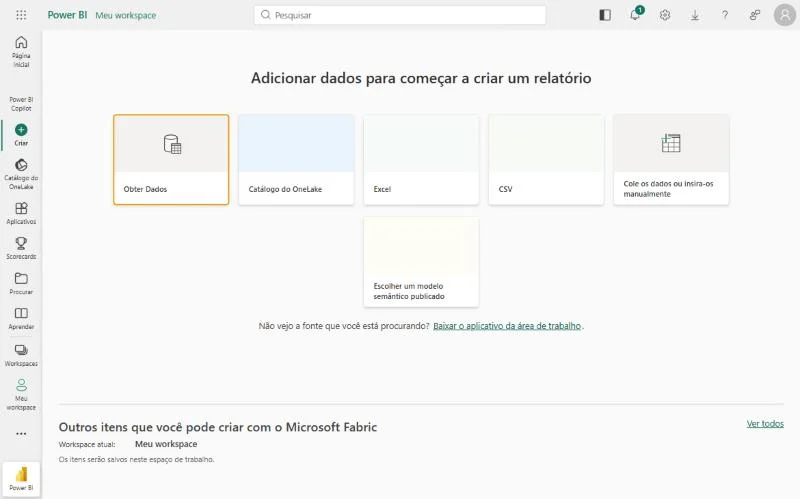 Power BI Meu workspace
Pesquisar
1
Página
Inicial
Power BI
Copilot
Criar
Catálogo do
OneLake
Aplicativos
Scorecards
Procurar
Aprender
Workspaces
Meu
workspace
Power BI
Adicionar dados para começar a criar um relatório
Obter Dados
Catálogo do OneLake
Excel
CSV
Cole os dados ou insira-os
manualmente
Escolher um modelo
semântico publicado
Não vejo a fonte que você está procurando? Baixar o aplicativo da área de trabalho.
Outros itens que você pode criar com o Microsoft Fabric
Ver todos
Workspace atual: Meu workspace
Os itens serão salvos neste espaço de trabalho.